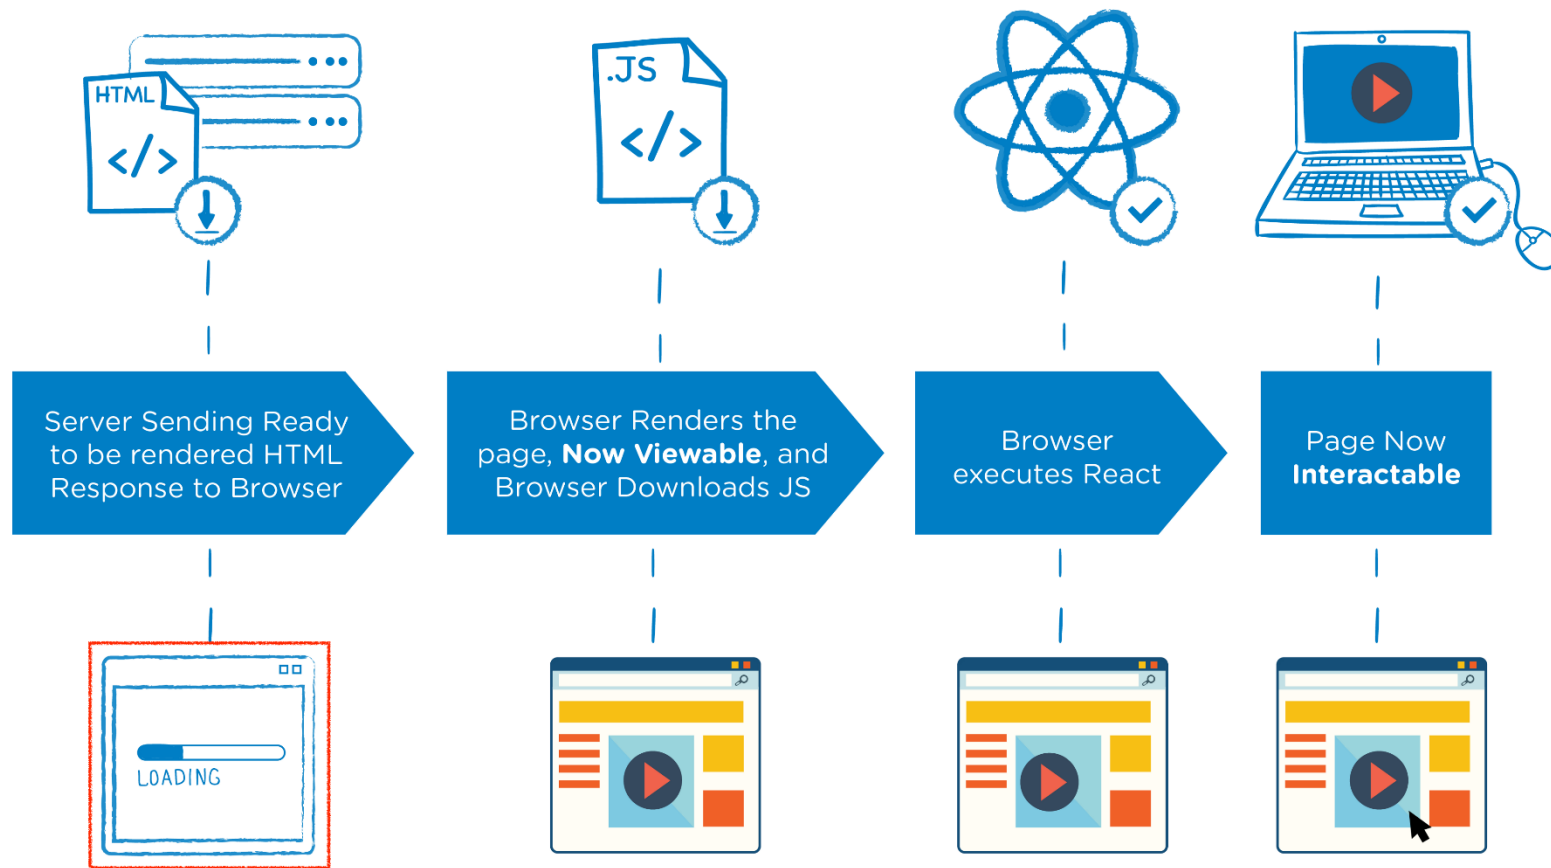 HTML
</>
.JS
</>
Server Sending Ready
to be rendered HTML
Response to Browser
Browser Renders the
page, Now Viewable, and
Browser Downloads JS
Browser
executes React
Page Now
Interactable
LOADING